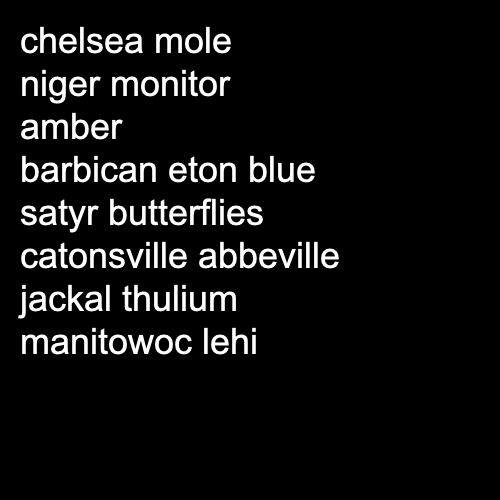 chelsea mole
niger monitor
amber
barbican eton blue
satyr butterflies
catonsville abbeville
jackal thulium
manitowoc lehi